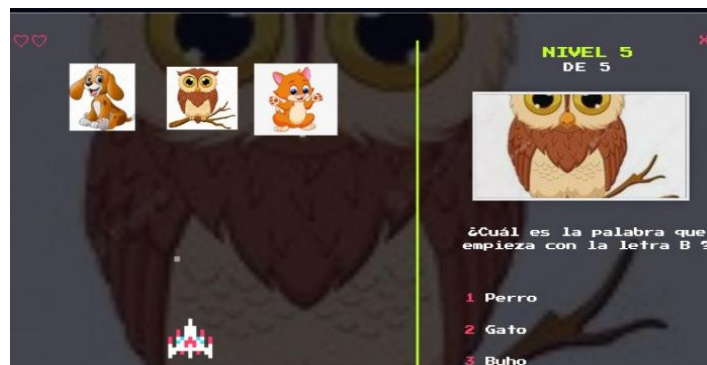 NIVEL 5
DE 5
¿Cuál es la palabra que
empieza con la letra B ?
1 Perro
2 Gato
3 Buho